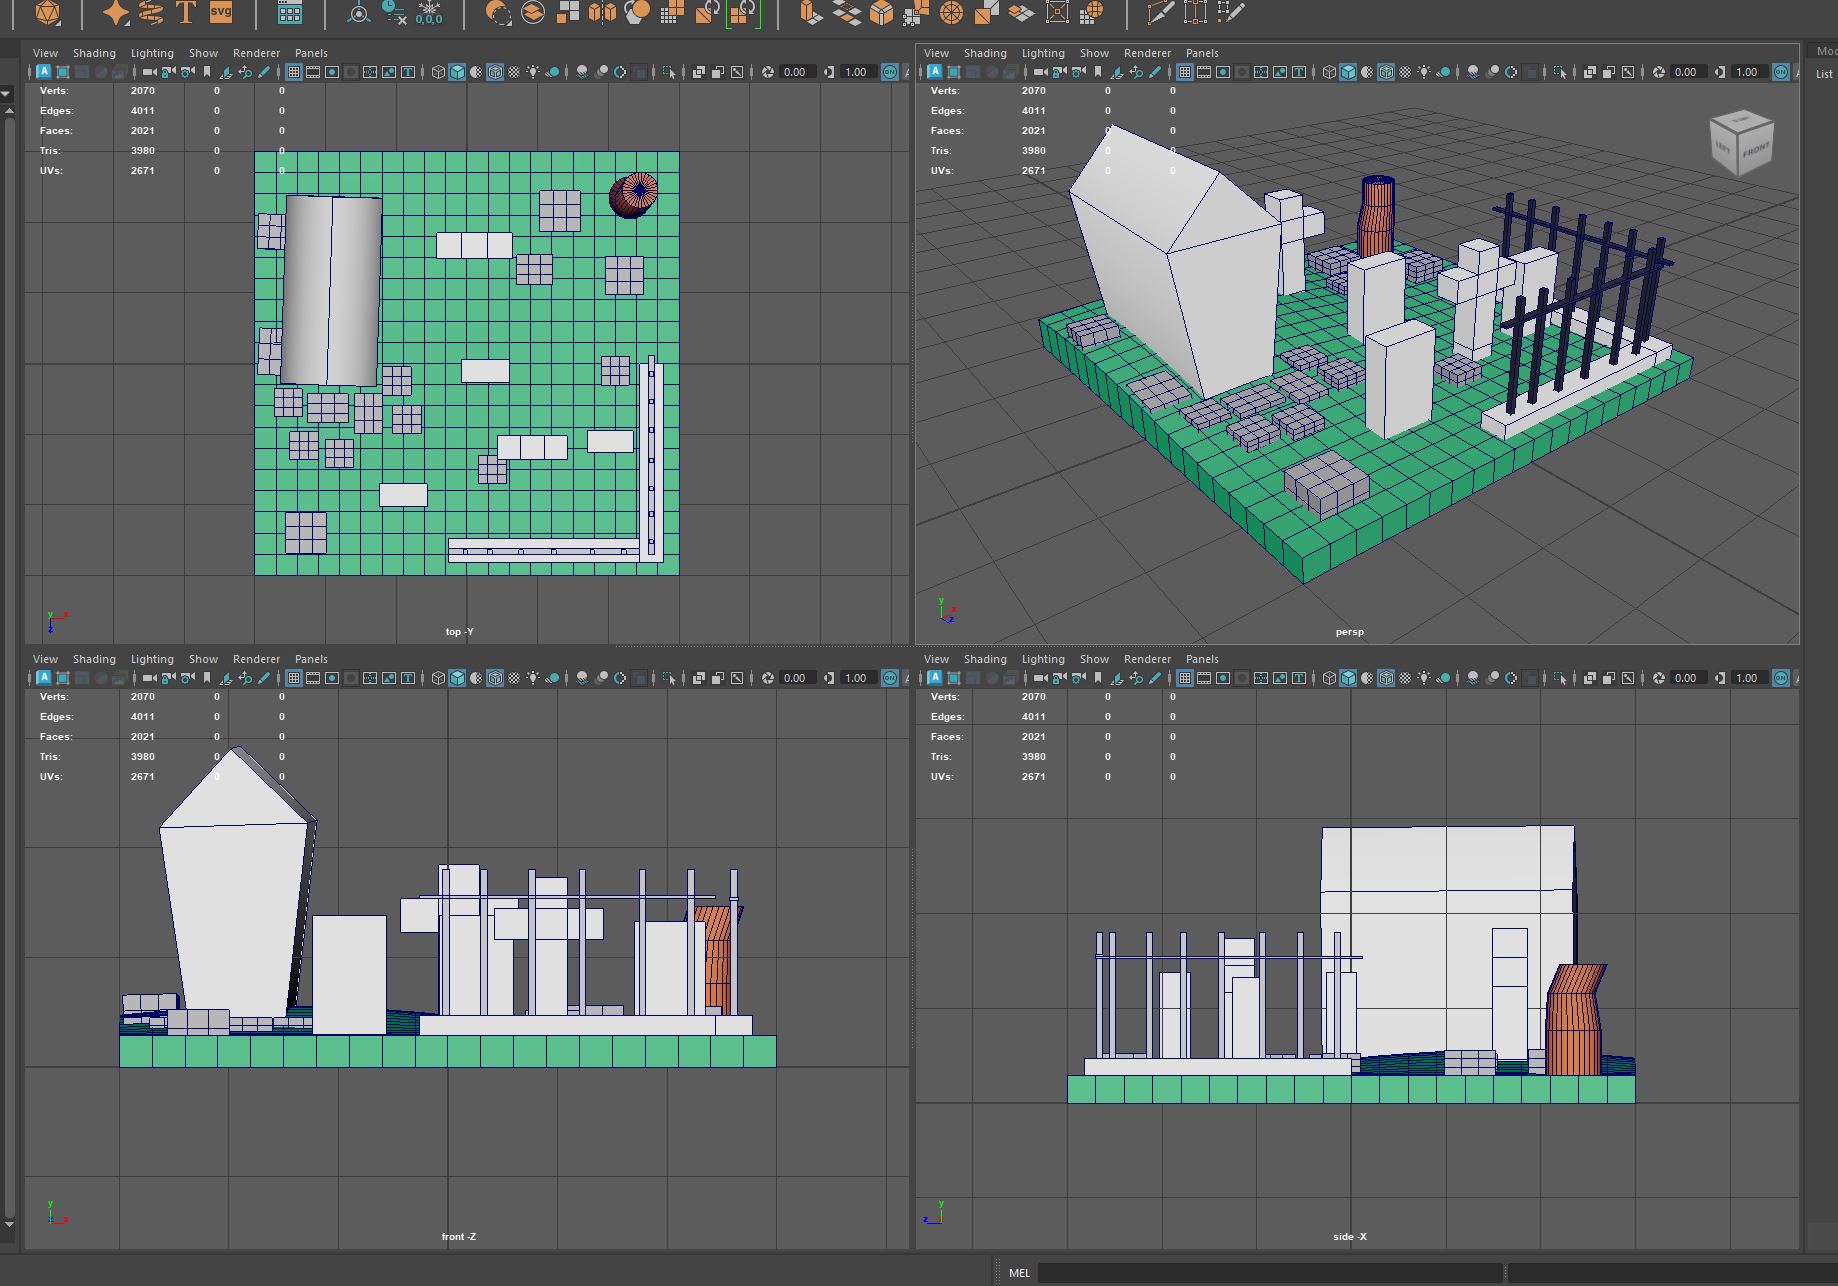 svg
0,0,0
View Shading Lighting Show Renderer Panels
0.00 1.00 ON
Verts: 2070 0 0
Edges: 4011 0 0
Faces: 2021 0 0
Tris: 3980 0 0
UVs: 2671 0 0
y x z
top -Y
View Shading Lighting Show Renderer Panels
0.00 1.00 ON
Verts: 2070 0 0
Edges: 4011 0 0
Faces: 2021 0 0
Tris: 3980 0 0
UVs: 2671 0 0
LEFT FRONT
y x z
persp
List
View Shading Lighting Show Renderer Panels
0.00 1.00 ON
Verts: 2070 0 0
Edges: 4011 0 0
Faces: 2021 0 0
Tris: 3980 0 0
UVs: 2671 0 0
y x
front -Z
View Shading Lighting Show Renderer Panels
0.00 1.00 ON
Verts: 2070 0 0
Edges: 4011 0 0
Faces: 2021 0 0
Tris: 3980 0 0
UVs: 2671 0 0
y
z
side -X
MEL